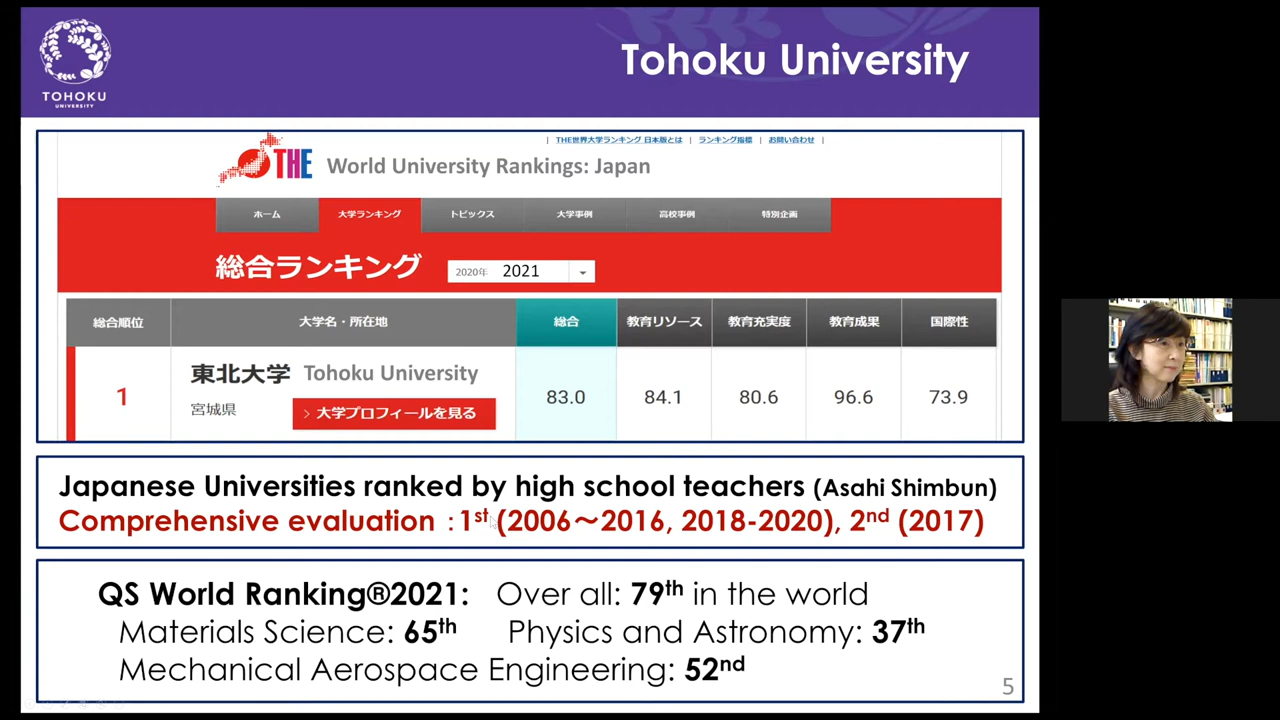 TOHOKU
UNIVERSITY
Tohoku University
| THE世界大学ランキング 日本版とは | ランキング指標 | お問い合わせ |
THE World University Rankings: Japan
ホーム 大学ランキング トピックス 大学事例 高校事例 特別企画
総合ランキング 2020年 2021
総合順位 大学名・所在地 総合 教育リソース 教育充実度 教育成果 国際性
1 東北大学 Tohoku University 83.0 84.1 80.6 96.6 73.9
宮城県 > 大学プロフィールを見る
Japanese Universities ranked by high school teachers (Asahi Shimbun)
Comprehensive evaluation : 1st (2006～2016, 2018-2020), 2nd (2017)
QS World Ranking®2021: Over all: 79th in the world
Materials Science: 65th Physics and Astronomy: 37th
Mechanical Aerospace Engineering: 52nd
5